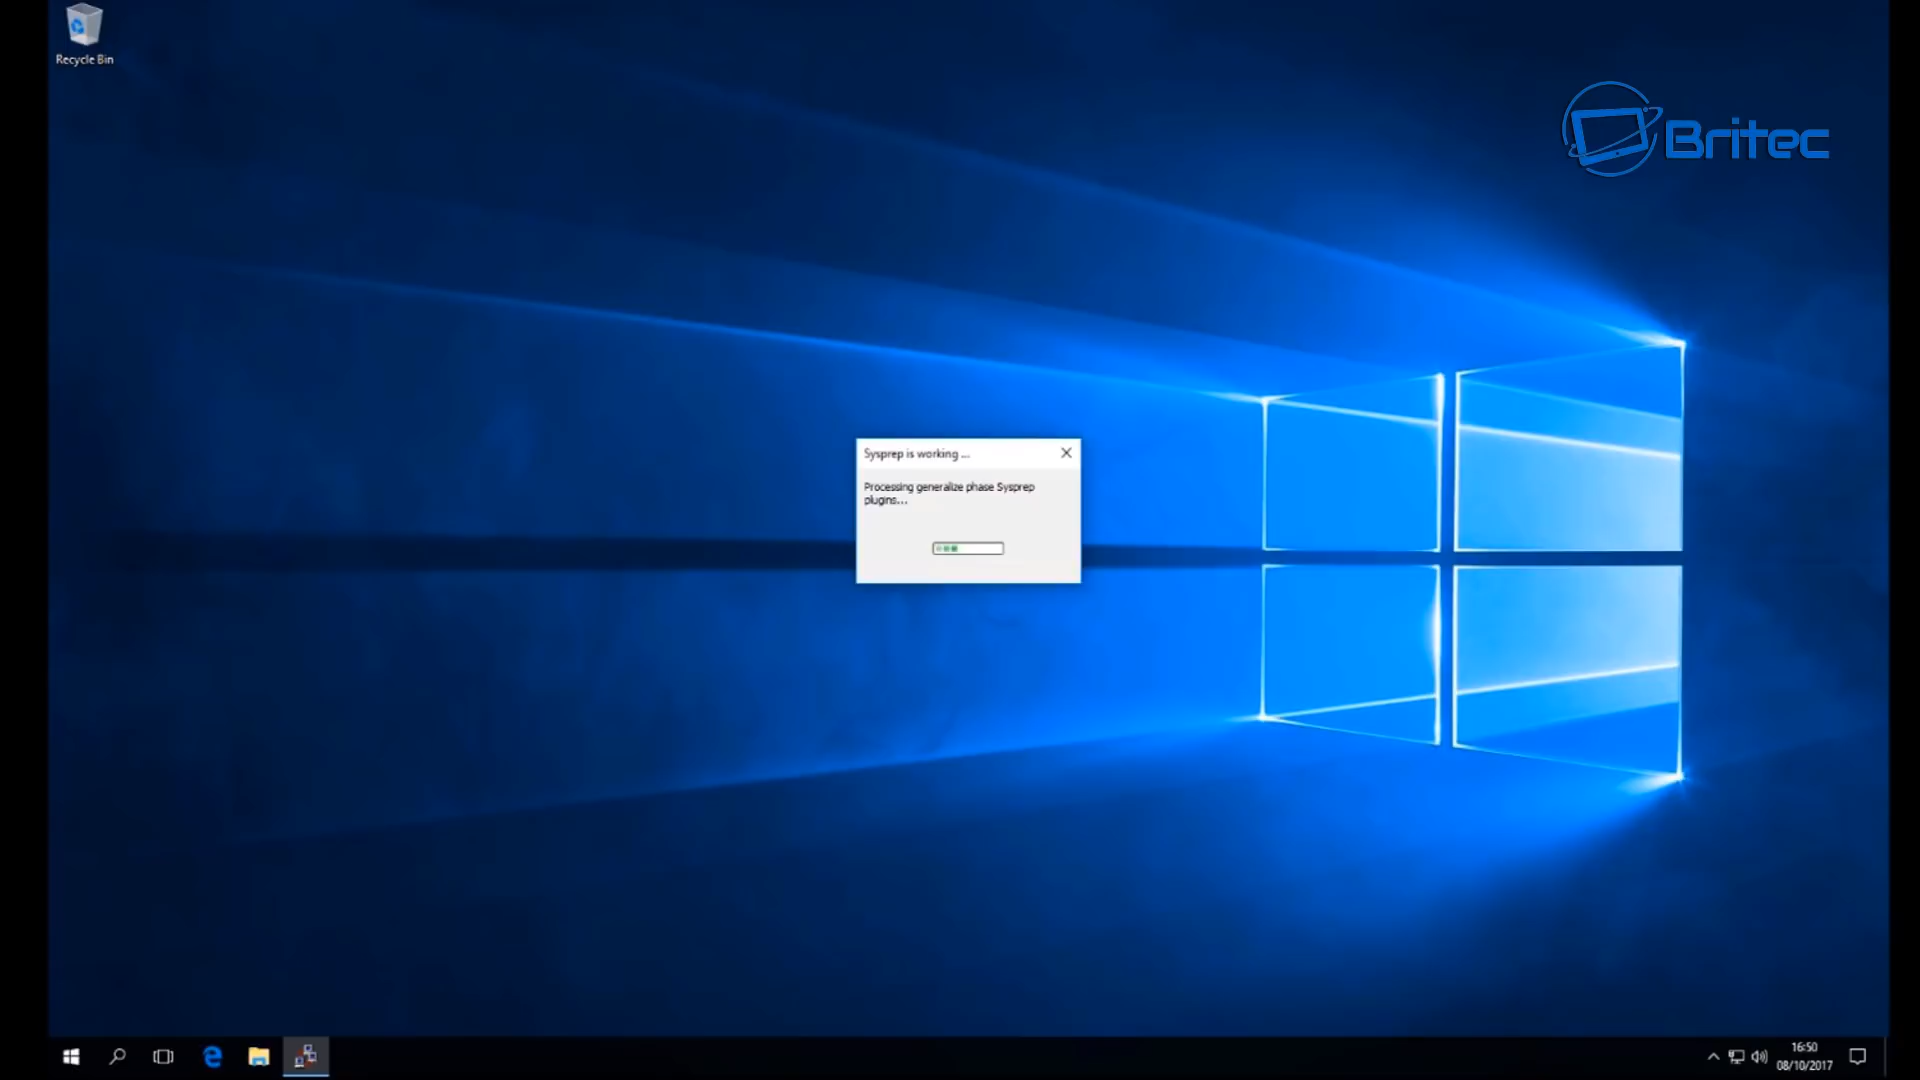 Recycle Bin
Britec
Sysprep is working ...
Processing generalize phase Sysprep
plugins...
16:50
08/10/2017